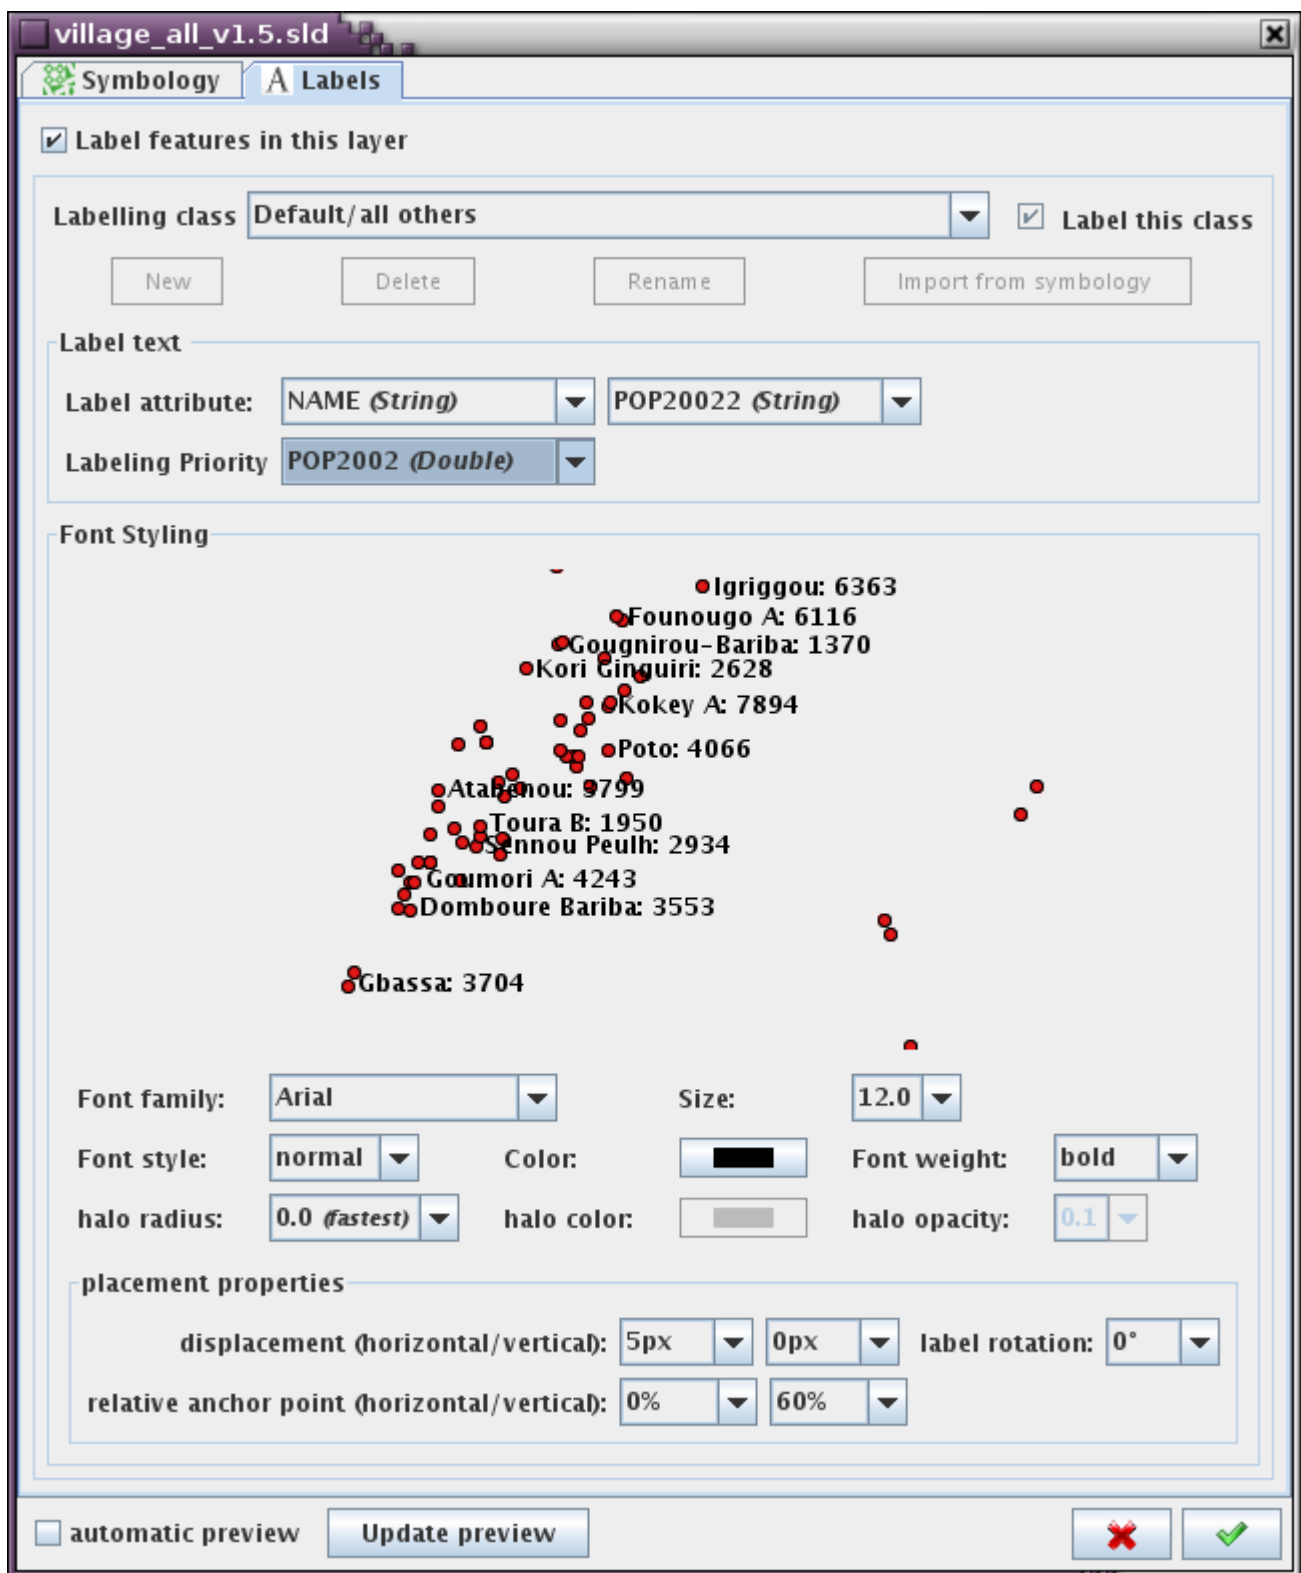 village_all_v1.5.sld
Symbology A Labels
Label features in this layer
Labelling class Default/all others Label this class
New Delete Rename Import from symbology
Label text
Label attribute: NAME (String) POP20022 (String)
Labeling Priority POP2002 (Double)
Font Styling
Igriggou: 6363
Founougo A: 6116
Gougnirou-Bariba: 1370
Kori Ginguiri: 2628
Kokey A: 7894
Poto: 4066
Toura B: 1950
Sennou Peulh: 2934
Goumori A: 4243
Domboure Bariba: 3553
Gbassa: 3704
Font family: Arial Size: 12.0
Font style: normal Color: Font weight: bold
halo radius: 0.0 (fastest) halo color: halo opacity: 0.1
placement properties
displacement (horizontal/vertical): 5px 0px label rotation: 0°
relative anchor point (horizontal/vertical): 0% 60%
automatic preview Update preview